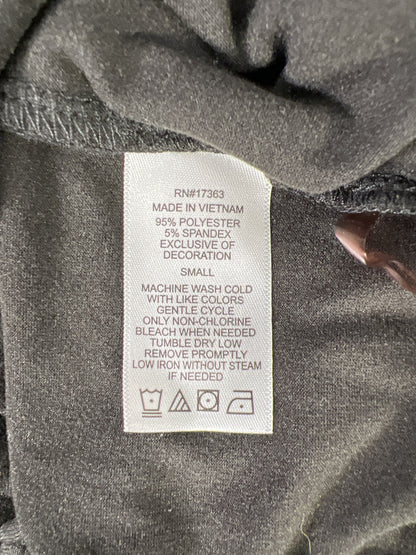 RN#17363
MADE IN VIETNAM
95% POLYESTER
5% SPANDEX
EXCLUSIVE OF
DECORATION
SMALL
MACHINE WASH COLD
WITH LIKE COLORS
GENTLE CYCLE
ONLY NON-CHLORINE
BLEACH WHEN NEEDED
TUMBLE DRY LOW
REMOVE PROMPTLY
LOW IRON WITHOUT STEAM
IF NEEDED